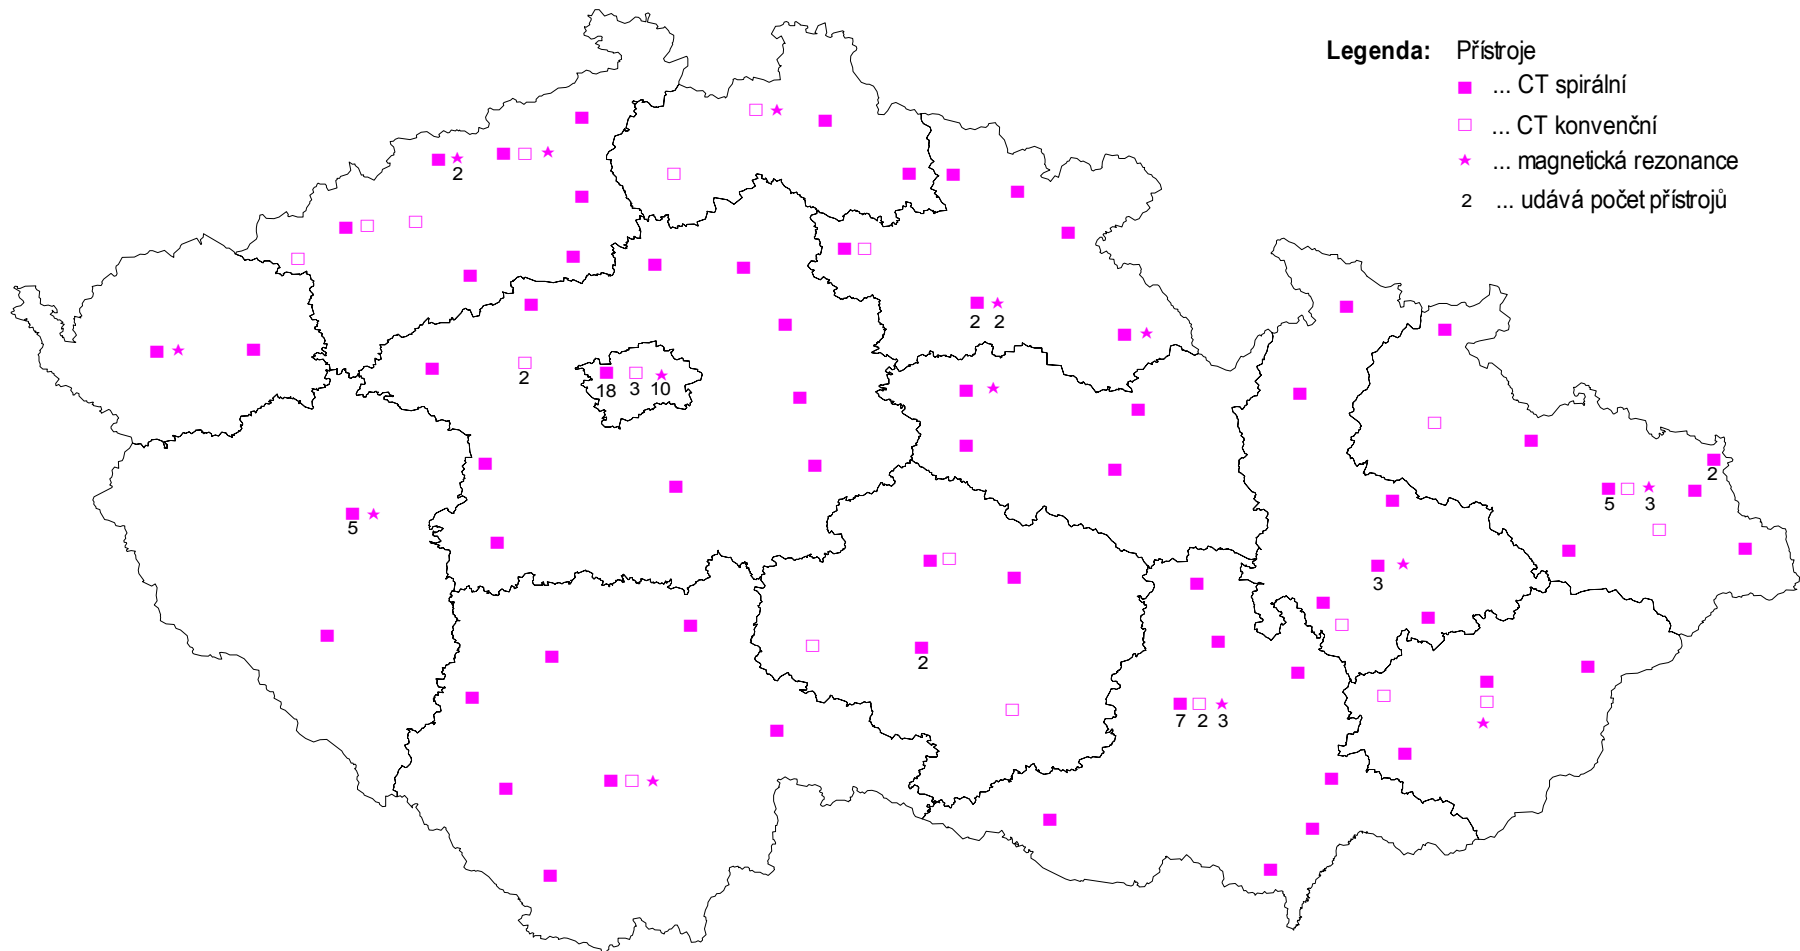 Legenda: Přístroje
... CT spirální
... CT konvenční
... magnetická rezonance
2 ... udává počet přístrojů
2
2 2
2
18 3 10
2
5 3
5
3
2
7 2 3